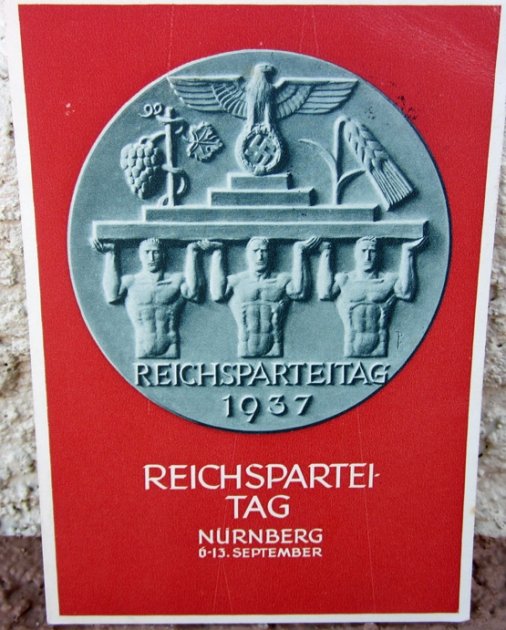 REICHSPARTEITAG
1937
REICHSPARTEI-
TAG
NÜRNBERG
6-13. SEPTEMBER